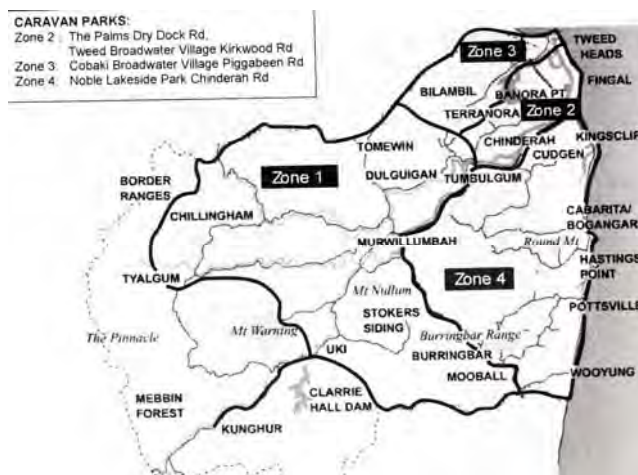 CARAVAN PARKS:
Zone 2 : The Palms Dry Dock Rd,
Tweed Broadwater Village Kirkwood Rd
Zone 3: Cobaki Broadwater Village Piggabeen Rd
Zone 4: Noble Lakeside Park Chinderah Rd
Zone 3
TWEED
HEADS
BILAMBIL
BANORA PT
FINGAL
Zone 2
TERRANORA
CHINDERAH
KINGSCLIF
TOMEWIN
CUDGEN
Zone 1
DULGUIGAN
TUMBULGUM
BORDER
RANGES
CHILLINGHAM
CABARITA/
BOGANGAR
MURWILLUMBAH
Round Mt
HASTINGS
POINT
TYALGUM
Zone 4
Mt Nullum
STOKERS
SIDING
POTTSVILLE
The Pinnacle
Mt Warning
Burringbar Range
UKI
BURRINGBAR
MOOBALL
WOOYUNG
MEBBIN
FOREST
CLARRIE
HALL DAM
KUNGHUR